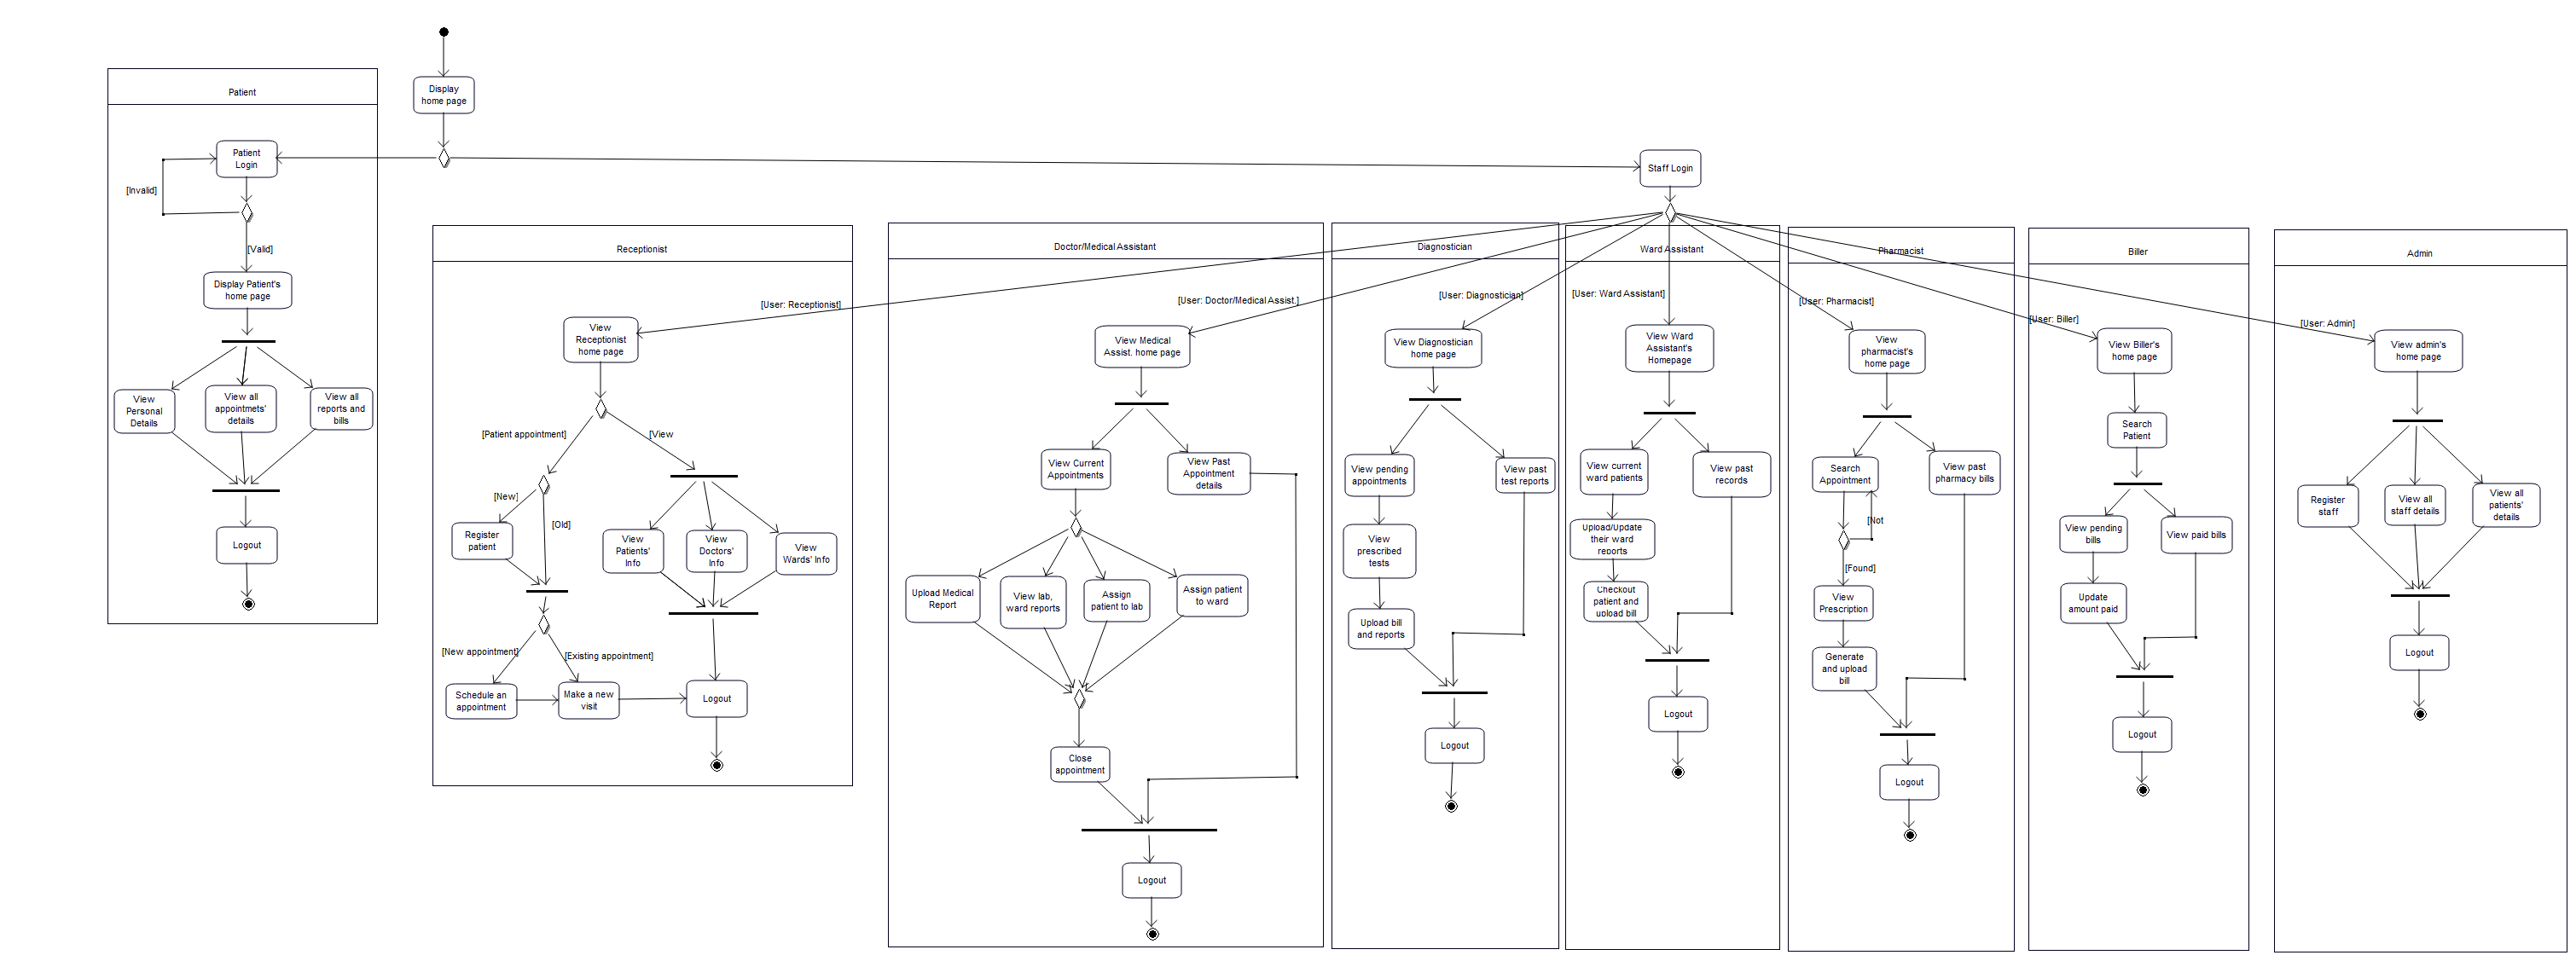 Display
home page
Patient
Patient
Login
[Invalid]
[Valid]
Display Patient's
home page
View
Personal
Details
View all
appointmets'
details
View all
reports and
bills
Logout
Staff Login
Receptionist
[User: Receptionist]
View
Receptionist
home page
[Patient appointment]
[View
[New]
[Old]
Register
patient
View
Patients'
Info
View
Doctors'
Info
View
Wards' Info
[New appointment]
[Existing appointment]
Schedule an
appointment
Make a new
visit
Logout
Doctor/Medical Assistant
[User: Doctor/Medical Assist.]
View Medical
Assist. home page
View Current
Appointments
View Past
Appointment
details
Upload Medical
Report
View lab,
ward reports
Assign
patient to lab
Assign patient
to ward
Close
appointment
Logout
Diagnostician
[User: Diagnostician]
View Diagnostician
home page
View pending
appointments
View past
test reports
View
prescribed
tests
Upload bill
and reports
Logout
Ward Assistant
[User: Ward Assistant]
View Ward
Assistant's
Homepage
View current
ward patients
View past
records
Upload/Update
their ward
reports
Checkout
patient and
upload bill
Logout
Pharmacist
[User: Pharmacist]
View
pharmacist's
home page
Search
Appointment
View past
pharmacy bills
[Not
[Found]
View
Prescription
Generate
and upload
bill
Logout
Biller
[User: Biller]
View Biller's
home page
Search
Patient
View pending
bills
View paid bills
Update
amount paid
Logout
Admin
[User: Admin]
View admin's
home page
Register
staff
View all
staff details
View all
patients'
details
Logout